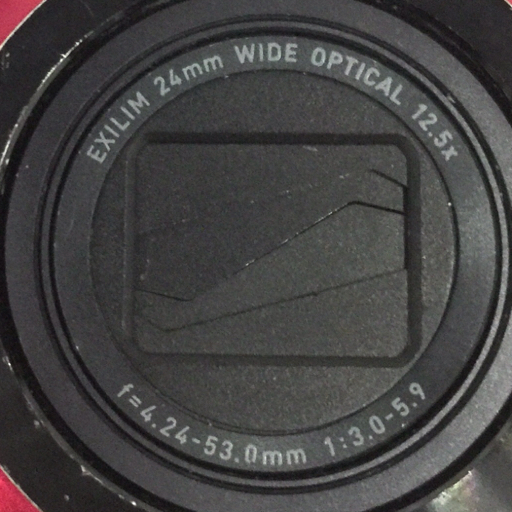 EXILIM 24mm WIDE OPTICAL 12.5x
f=4.24-53.0mm 1:3.0-5.9